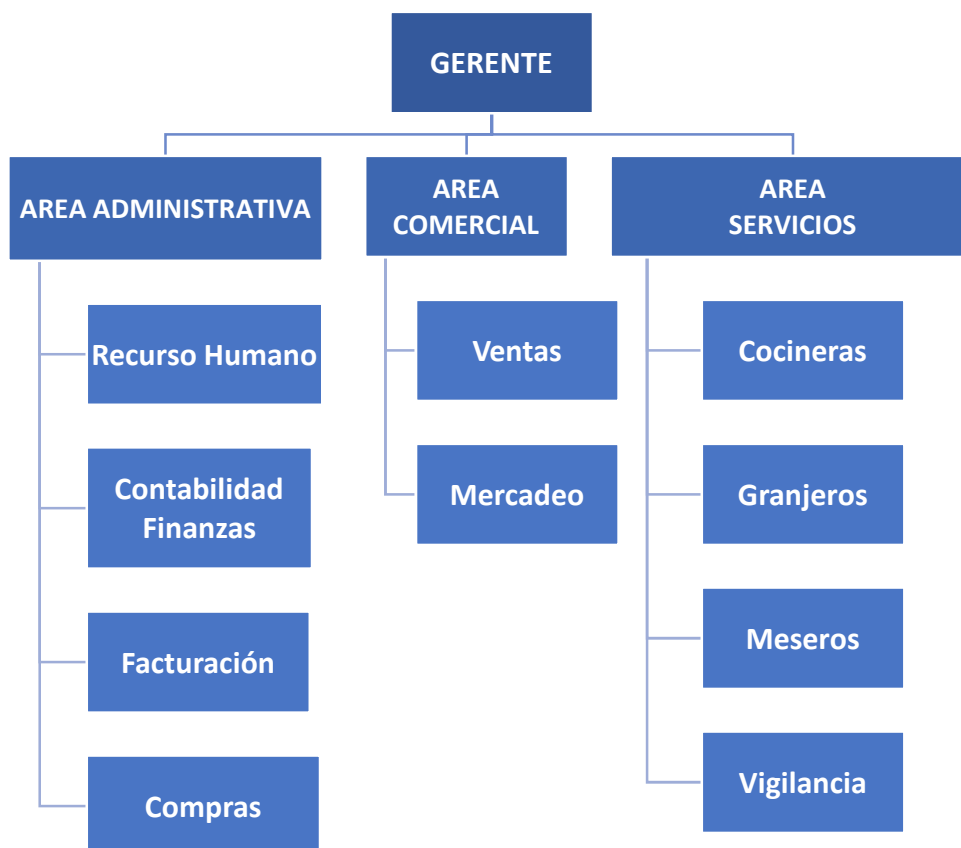 GERENTE
AREA ADMINISTRATIVA
AREA
COMERCIAL
AREA
SERVICIOS
Recurso Humano
Contabilidad
Finanzas
Facturación
Compras
Ventas
Mercadeo
Cocineras
Granjeros
Meseros
Vigilancia